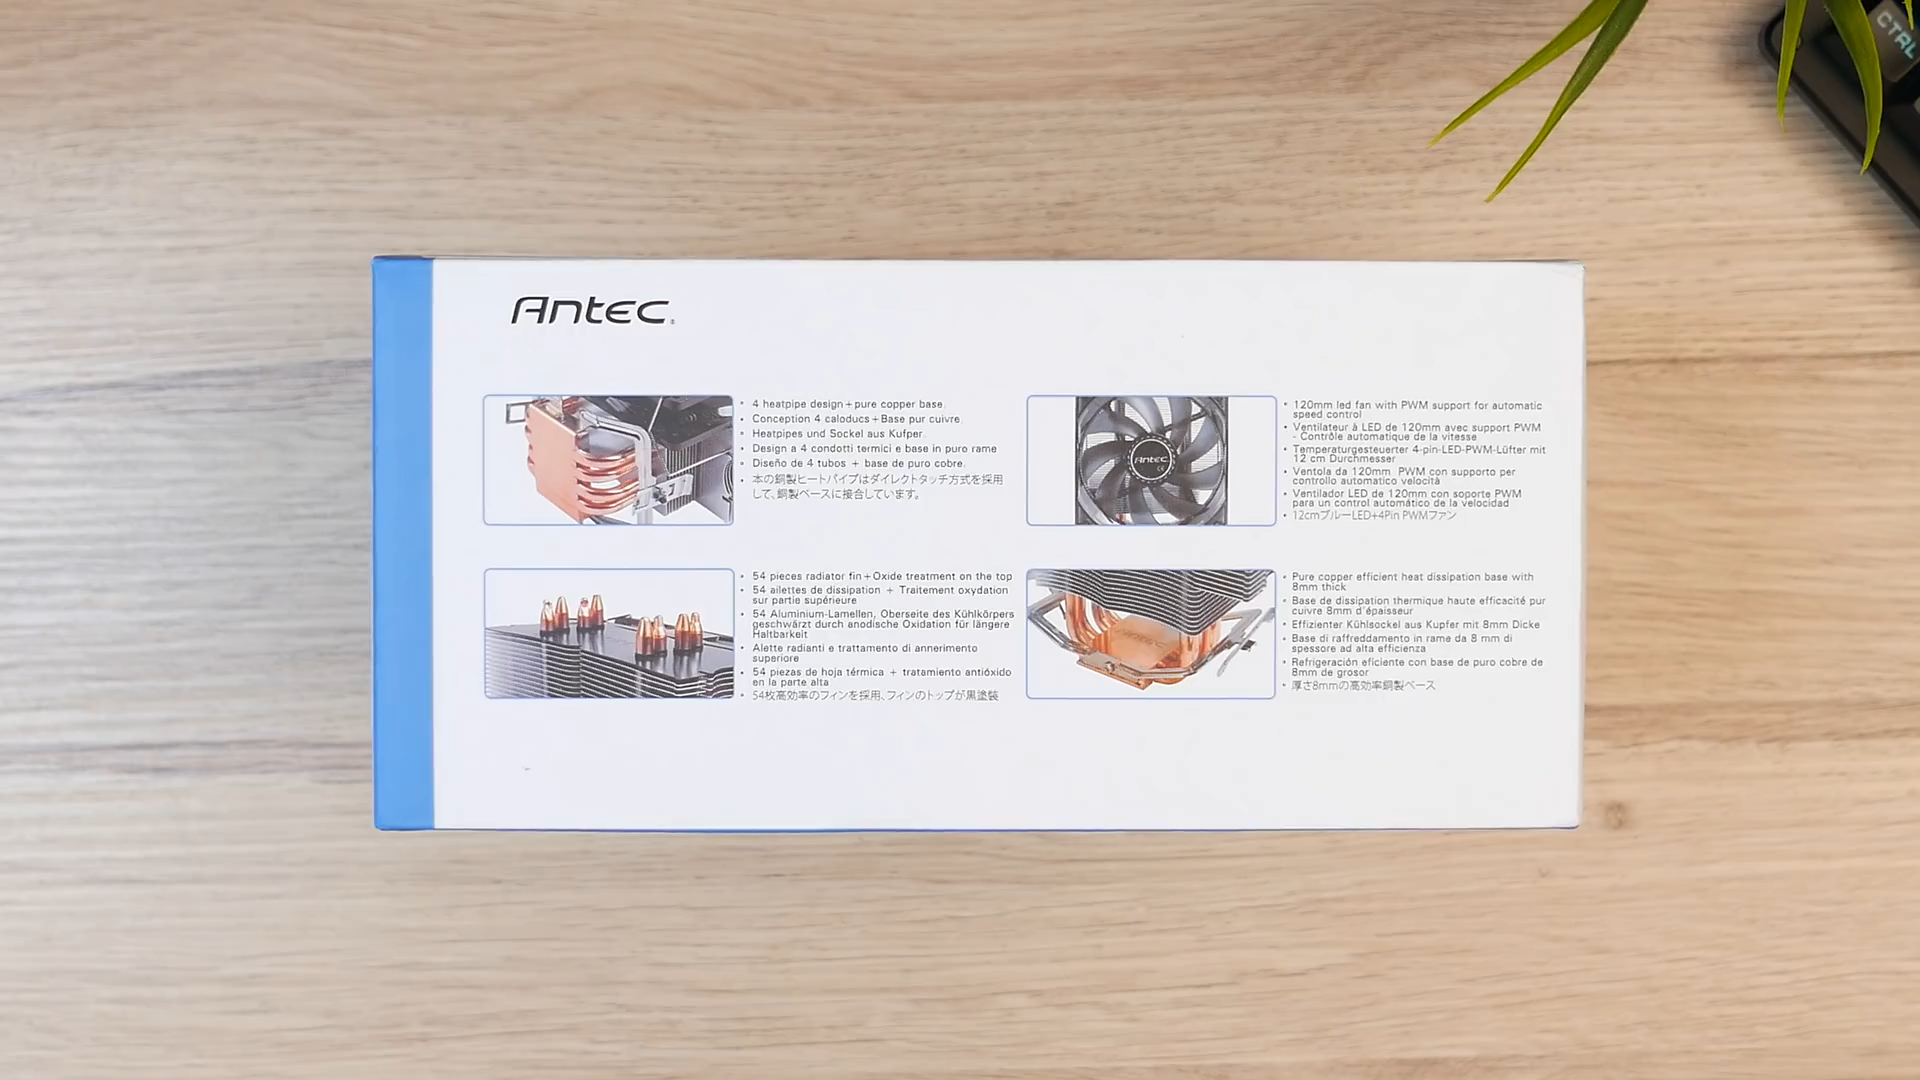 CTRL
Antec
• 4 heatpipe design+pure copper base.
• Conception 4 caloducs+Base pur cuivre.
• Heatpipes und Sockel aus Kufper.
• Design a 4 condotti termici e base in puro rame
• Diseño de 4 tubos + base de puro cobre.
• 本の銅製ヒートパイプはダイレクトタッチ方式を採用
して、銅製ベースに接合しています。
Antec
• 120mm led fan with PWM support for automatic
speed control
• Ventilateur à LED de 120mm avec support PWM
- Contrôle automatique de la vitesse
• Temperaturgesteuerter 4-pin-LED-PWM-Lüfter mit
12 cm Durchmesser
• Ventola da 120mm PWM con supporto per
controllo automatico velocità
• Ventilador LED de 120mm con soporte PWM
para un control automático de la velocidad
• 12cmブルーLED+4Pin PWMファン
• 54 pieces radiator fin+Oxide treatment on the top
• 54 ailettes de dissipation + Traitement oxydation
sur partie supérieure
• 54 Aluminium-Lamellen, Oberseite des Kühlkörpers
geschwärzt durch anodische Oxidation für längere
Haltbarkeit
• Alette radianti e trattamento di annerimento
superiore
• 54 piezas de hoja térmica + tratamiento antióxido
en la parte alta
• 54枚高効率のフィンを採用、フィンのトップが黒塗装
ANTEC
• Pure copper efficient heat dissipation base with
8mm thick
• Base de dissipation thermique haute efficacité pur
cuivre 8mm d'épaisseur
• Effizienter Kühlsockel aus Kupfer mit 8mm Dicke
• Base di raffreddamento in rame da 8 mm di
spessore ad alta efficienza
• Refrigeración eficiente con base de puro cobre de
8mm de grosor
• 厚さ8mmの高効率銅製ベース